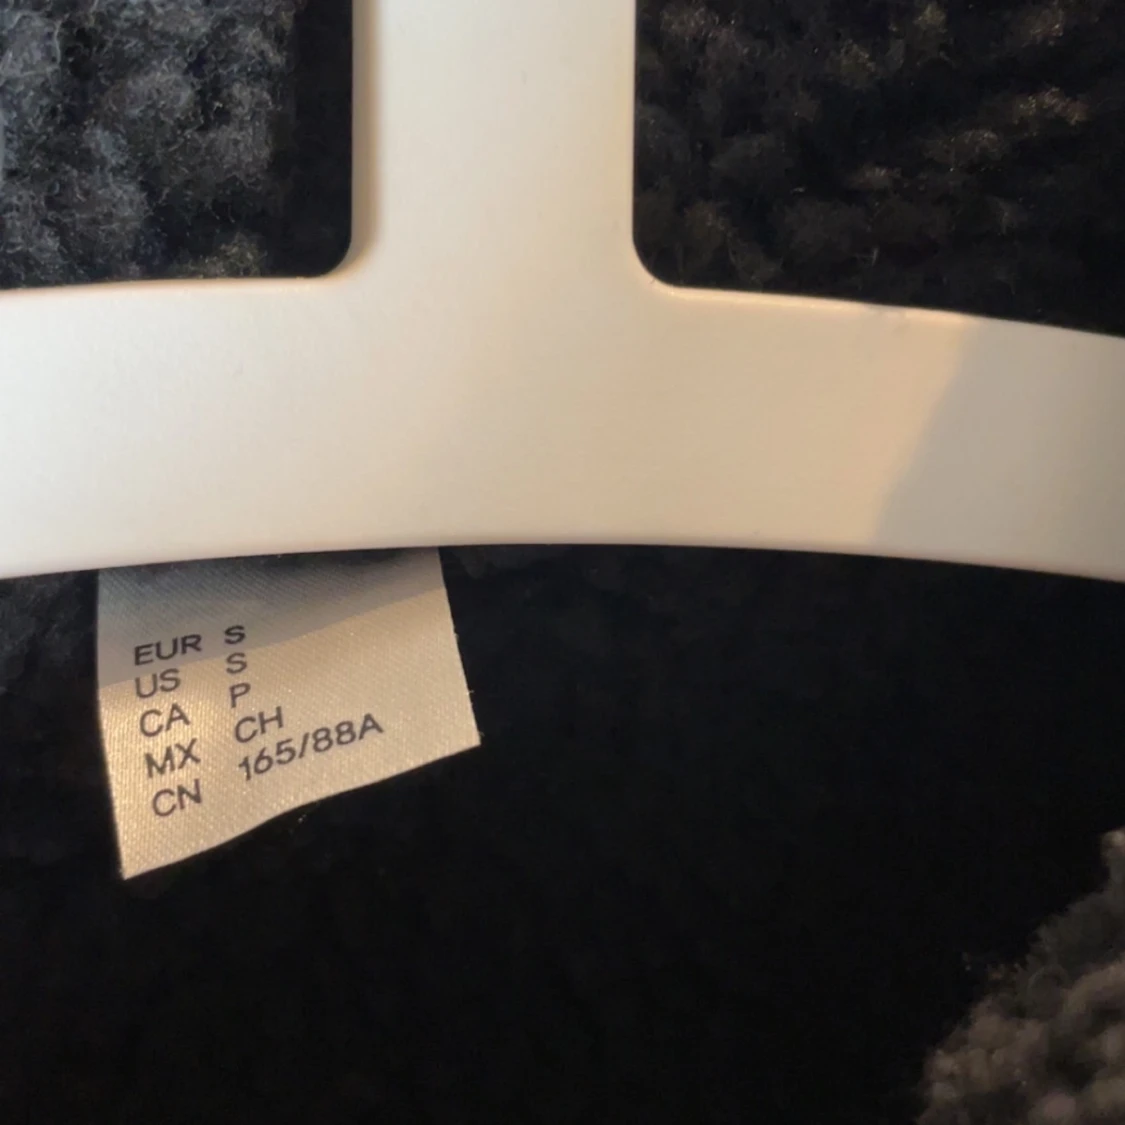 EUR S
US S
CA P
MX CH
CN 165/88A